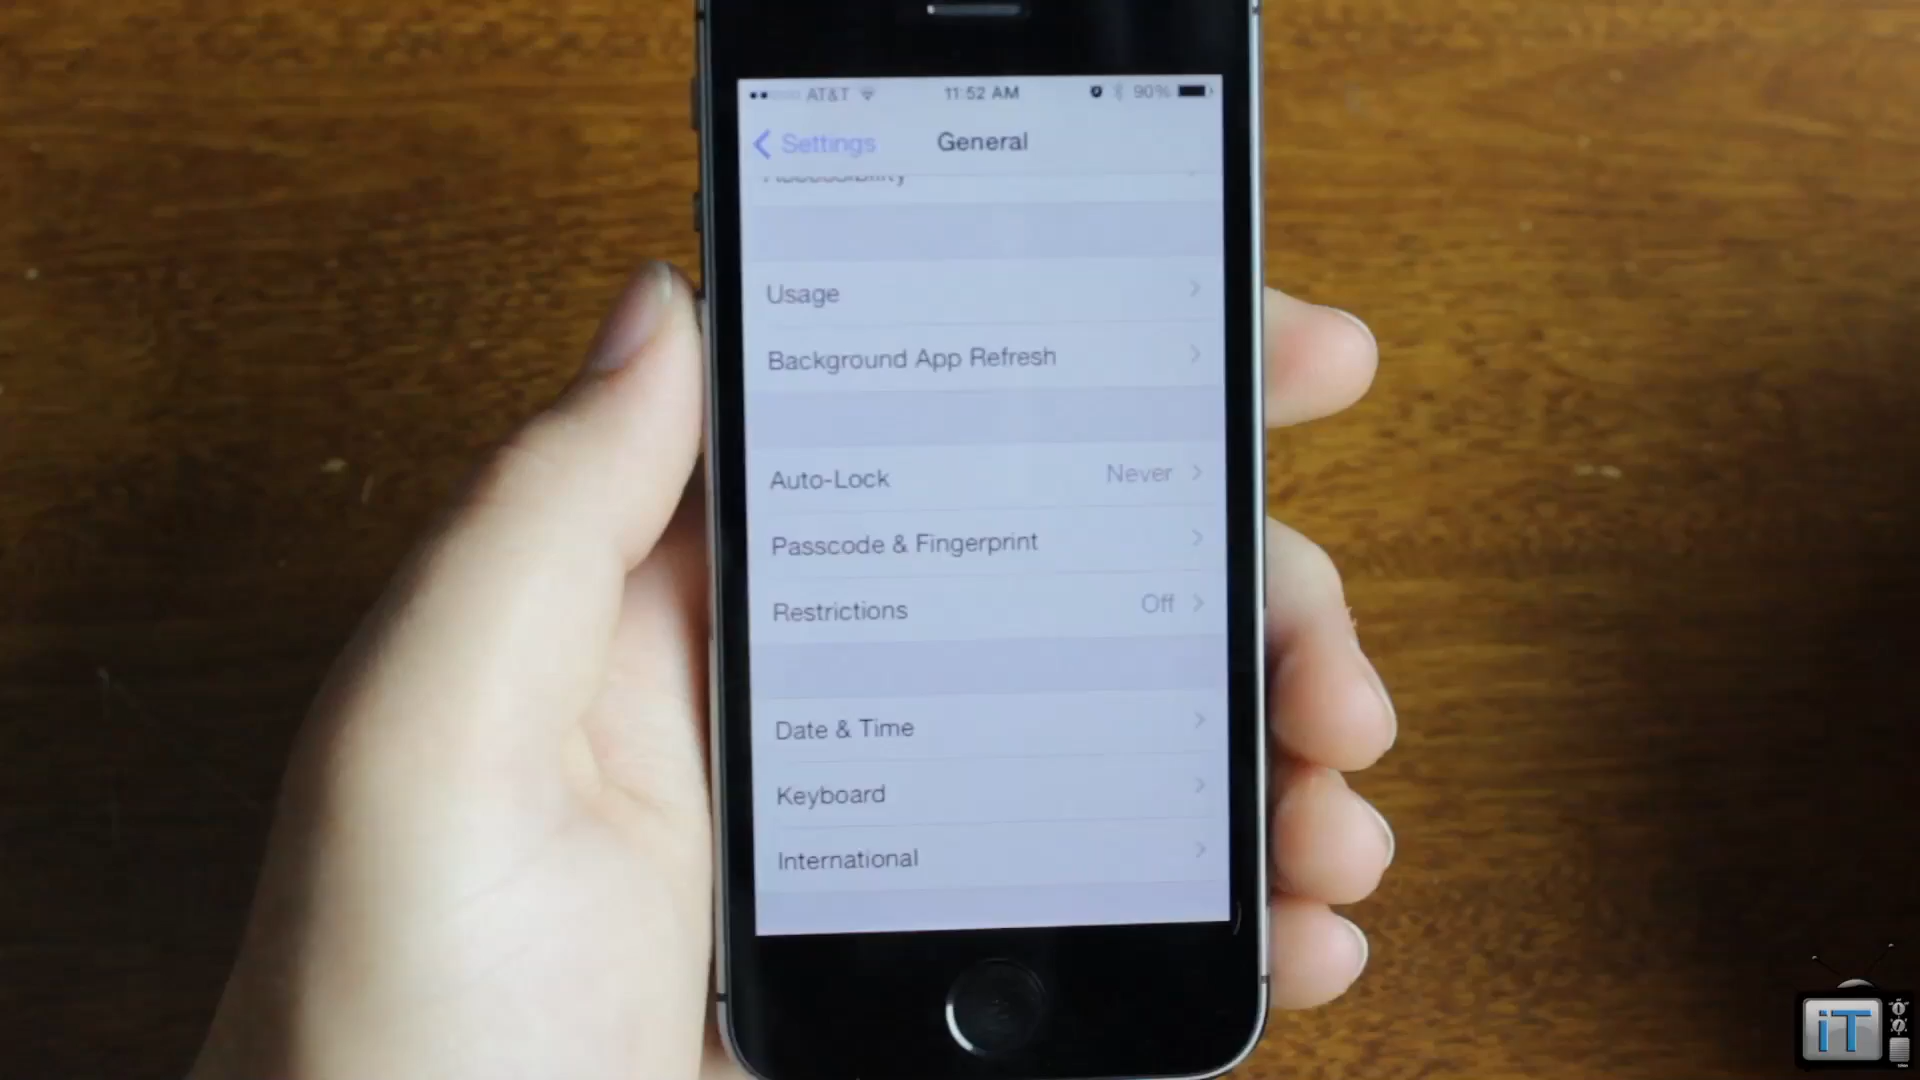 AT&T 11:52 AM 90%
Settings General
Accessibility
Usage
Background App Refresh
Auto-Lock Never
Passcode & Fingerprint
Restrictions Off
Date & Time
Keyboard
International
iT